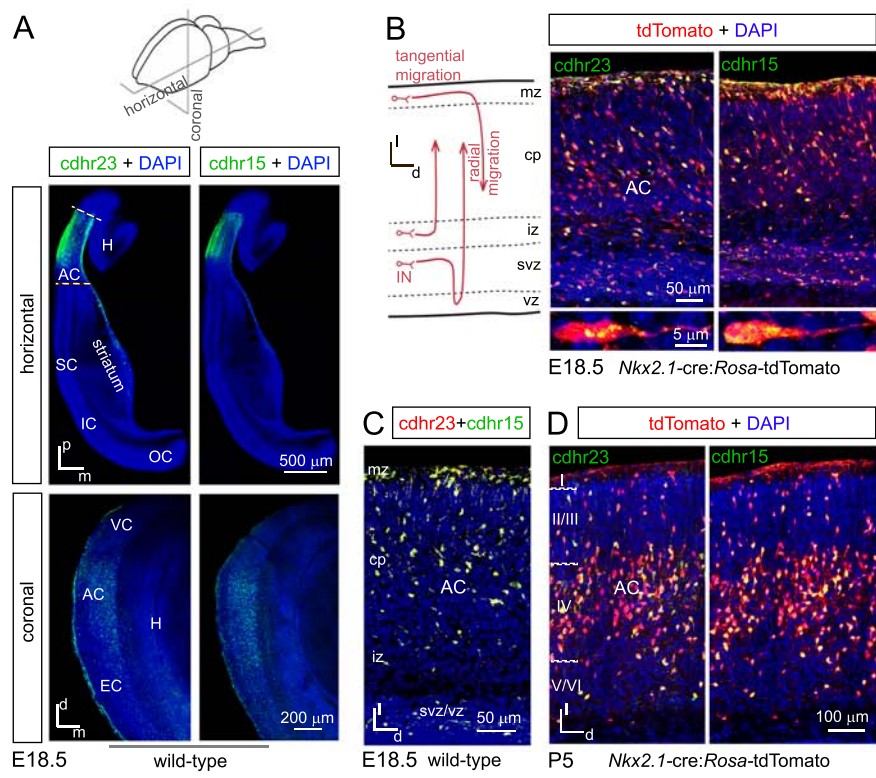 A
horizontal
coronal
cdhr23 + DAPI
cdhr15 + DAPI
horizontal
H
AC
striatum
SC
IC
OC
p
m
500 µm
coronal
VC
AC
H
EC
d
m
200 µm
E18.5
wild-type
B
tangential
migration
mz
l
d
cp
radial
migration
iz
IN
svz
vz
tdTomato + DAPI
cdhr23
cdhr15
AC
50 µm
5 µm
E18.5 Nkx2.1-cre:Rosa-tdTomato
C
cdhr23+cdhr15
mz
cp
AC
iz
svz/vz
l
d
50 µm
E18.5 wild-type
D
tdTomato + DAPI
cdhr23
cdhr15
I
II/III
AC
IV
V/VI
l
d
100 µm
P5 Nkx2.1-cre:Rosa-tdTomato